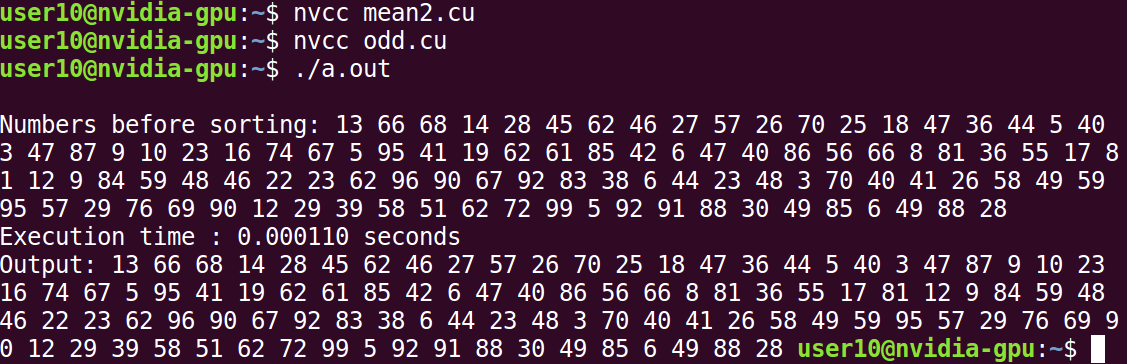 user10@nvidia-gpu:~$ nvcc mean2.cu
user10@nvidia-gpu:~$ nvcc odd.cu
user10@nvidia-gpu:~$ ./a.out
Numbers before sorting: 13 66 68 14 28 45 62 46 27 57 26 70 25 18 47 36 44 5 40
3 47 87 9 10 23 16 74 67 5 95 41 19 62 61 85 42 6 47 40 86 56 66 8 81 36 55 17 8
1 12 9 84 59 48 46 22 23 62 96 90 67 92 83 38 6 44 23 48 3 70 40 41 26 58 49 59
95 57 29 76 69 90 12 29 39 58 51 62 72 99 5 92 91 88 30 49 85 6 49 88 28
Execution time : 0.000110 seconds
Output: 13 66 68 14 28 45 62 46 27 57 26 70 25 18 47 36 44 5 40 3 47 87 9 10 23
16 74 67 5 95 41 19 62 61 85 42 6 47 40 86 56 66 8 81 36 55 17 81 12 9 84 59 48
46 22 23 62 96 90 67 92 83 38 6 44 23 48 3 70 40 41 26 58 49 59 95 57 29 76 69 9
0 12 29 39 58 51 62 72 99 5 92 91 88 30 49 85 6 49 88 28 user10@nvidia-gpu:~$